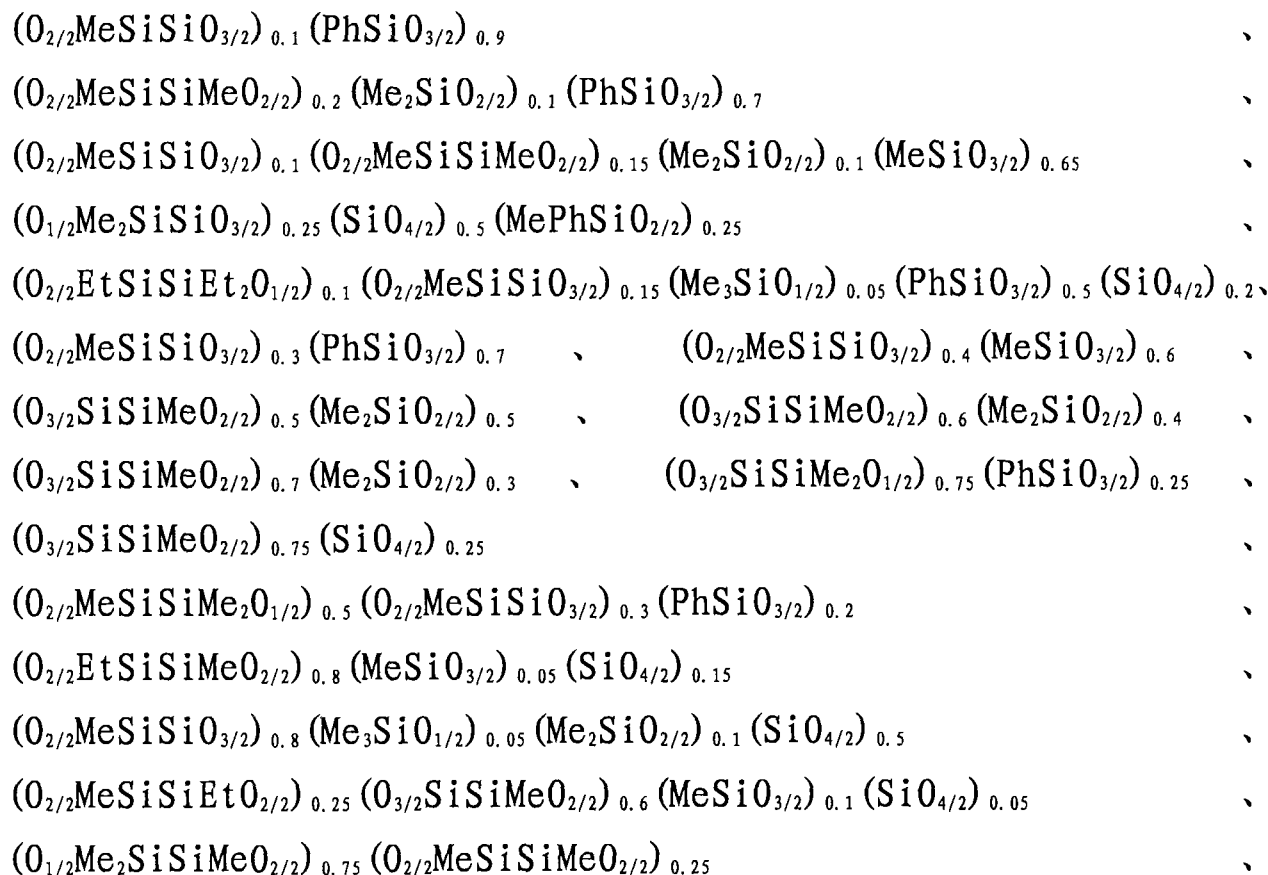 (O₂/₂MeSiSiO₃/₂)₀.₁(PhSiO₃/₂)₀.₉ 、
(O₂/₂MeSiSiMeO₂/₂)₀.₂(Me₂SiO₂/₂)₀.₁(PhSiO₃/₂)₀.₇ 、
(O₂/₂MeSiSiO₃/₂)₀.₁(O₂/₂MeSiSiMeO₂/₂)₀.₁₅(Me₂SiO₂/₂)₀.₁(MeSiO₃/₂)₀.₆₅ 、
(O₁/₂Me₂SiSiO₃/₂)₀.₂₅(SiO₄/₂)₀.₅(MePhSiO₂/₂)₀.₂₅ 、
(O₂/₂EtSiSiEt₂O₁/₂)₀.₁(O₂/₂MeSiSiO₃/₂)₀.₁₅(Me₃SiO₁/₂)₀.₀₅(PhSiO₃/₂)₀.₅(SiO₄/₂)₀.₂、
(O₂/₂MeSiSiO₃/₂)₀.₃(PhSiO₃/₂)₀.₇ 、 (O₂/₂MeSiSiO₃/₂)₀.₄(MeSiO₃/₂)₀.₆ 、
(O₃/₂SiSiMeO₂/₂)₀.₅(Me₂SiO₂/₂)₀.₅ 、 (O₃/₂SiSiMeO₂/₂)₀.₆(Me₂SiO₂/₂)₀.₄ 、
(O₃/₂SiSiMeO₂/₂)₀.₇(Me₂SiO₂/₂)₀.₃ 、 (O₃/₂SiSiMe₂O₁/₂)₀.₇₅(PhSiO₃/₂)₀.₂₅ 、
(O₃/₂SiSiMeO₂/₂)₀.₇₅(SiO₄/₂)₀.₂₅ 、
(O₂/₂MeSiSiMe₂O₁/₂)₀.₅(O₂/₂MeSiSiO₃/₂)₀.₃(PhSiO₃/₂)₀.₂ 、
(O₂/₂EtSiSiMeO₂/₂)₀.₈(MeSiO₃/₂)₀.₀₅(SiO₄/₂)₀.₁₅ 、
(O₂/₂MeSiSiO₃/₂)₀.₈(Me₃SiO₁/₂)₀.₀₅(Me₂SiO₂/₂)₀.₁(SiO₄/₂)₀.₅ 、
(O₂/₂MeSiSiEtO₂/₂)₀.₂₅(O₃/₂SiSiMeO₂/₂)₀.₆(MeSiO₃/₂)₀.₁(SiO₄/₂)₀.₀₅ 、
(O₁/₂Me₂SiSiMeO₂/₂)₀.₇₅(O₂/₂MeSiSiMeO₂/₂)₀.₂₅ 、